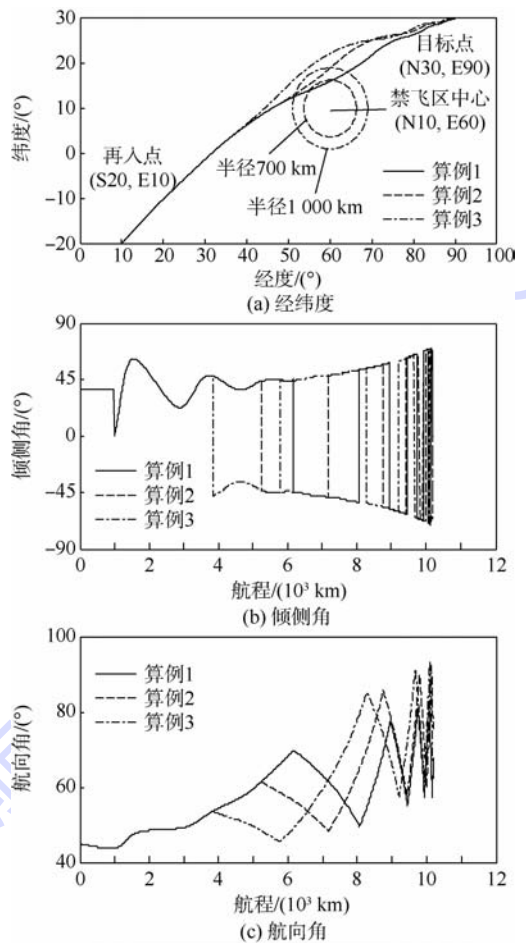 30
20
10
0
−10
−20
纬度/(°)
目标点
(N30, E90)
禁飞区中心
(N10, E60)
再入点
(S20, E10)
半径700 km
半径1 000 km
算例1
算例2
算例3
0 10 20 30 40 50 60 70 80 90 100
经度/(°)
(a) 经纬度
90
45
0
−45
−90
倾侧角/(°)
算例1
算例2
算例3
0 2 4 6 8 10 12
航程/(10³ km)
(b) 倾侧角
100
80
60
40
航向角/(°)
算例1
算例2
算例3
0 2 4 6 8 10 12
航程/(10³ km)
(c) 航向角